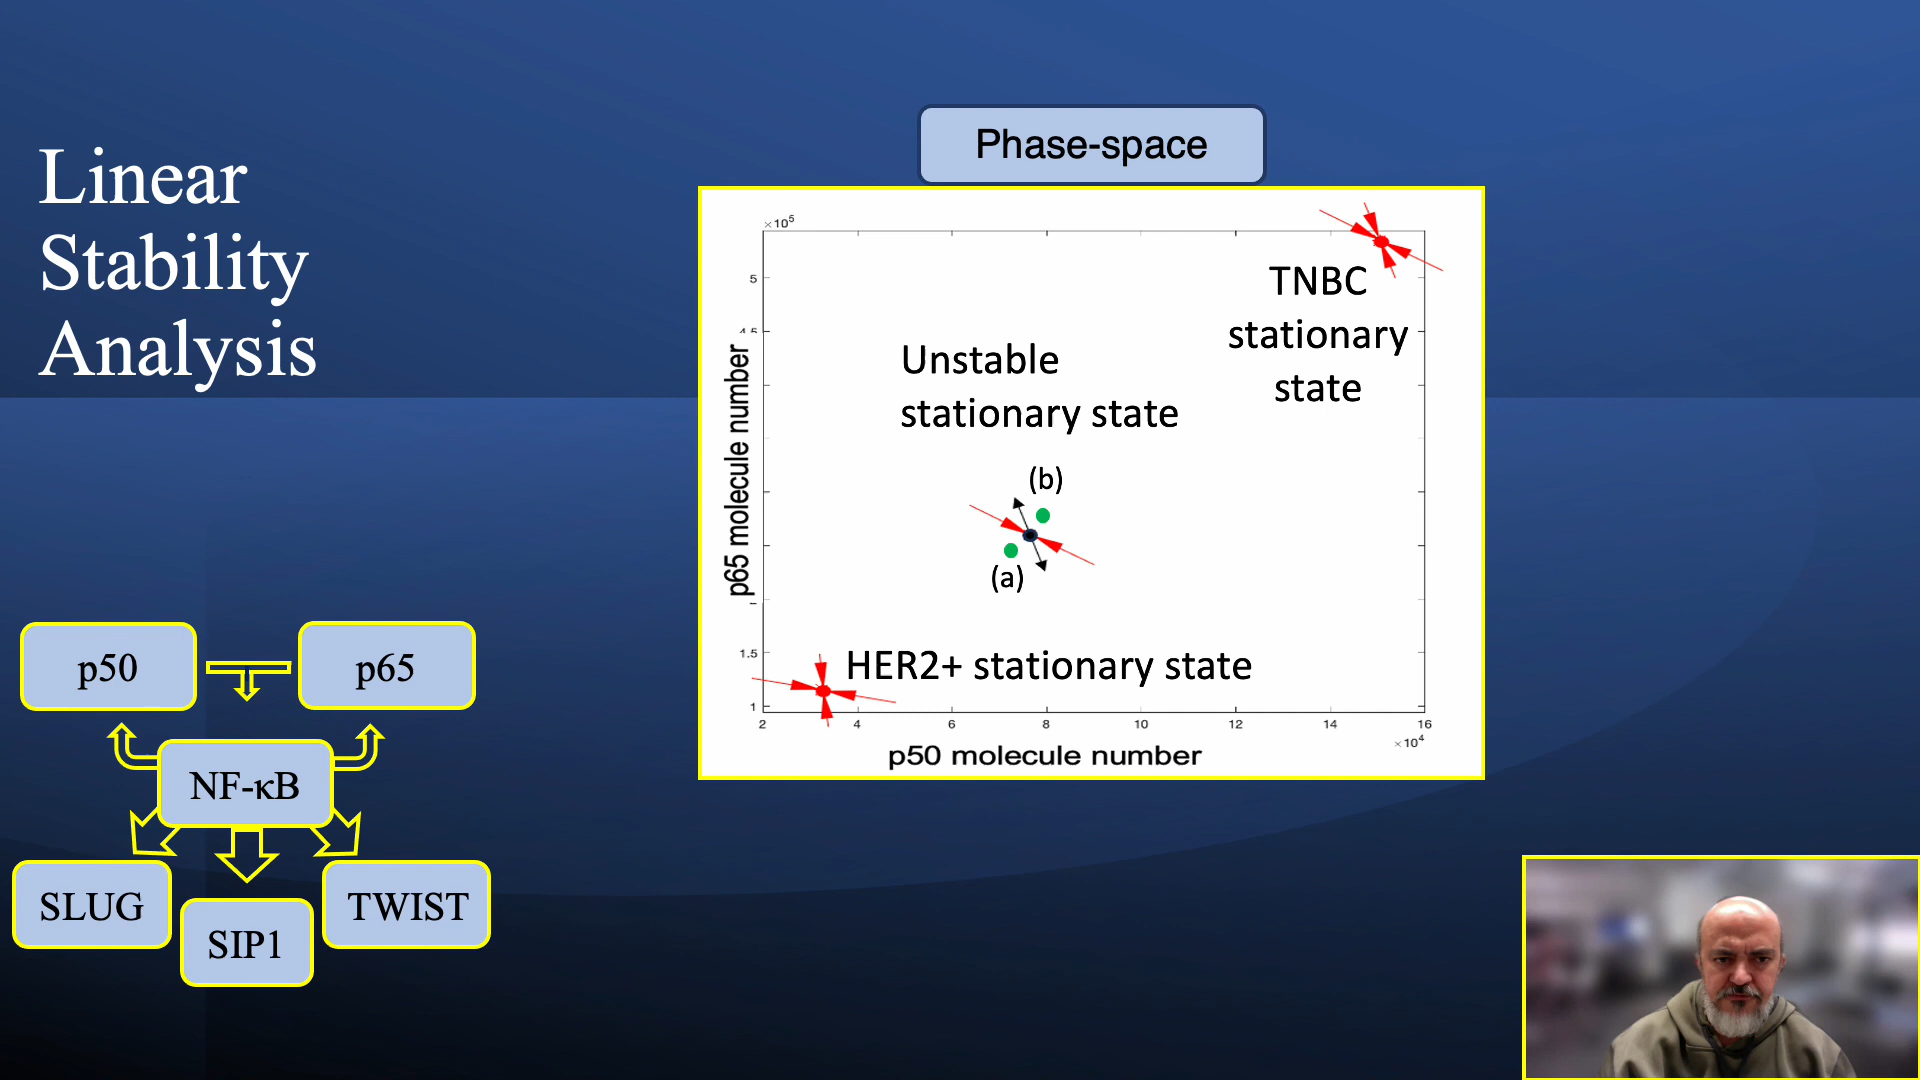 Linear
Stability
Analysis
Phase-space
×10⁵
5
4.5
1.5
1
p65 molecule number
TNBC
stationary
state
Unstable
stationary state
(b)
(a)
HER2+ stationary state
2 4 6 8 10 12 14 16
×10⁴
p50 molecule number
p50
p65
NF-κB
SLUG
SIP1
TWIST